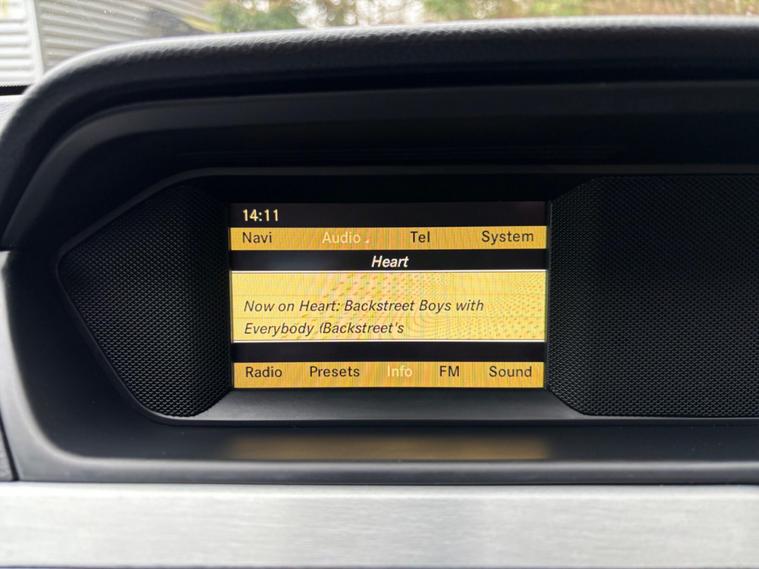 14:11
Navi Audio Tel System
Heart
Now on Heart: Backstreet Boys with
Everybody (Backstreet's
Radio Presets Info FM Sound